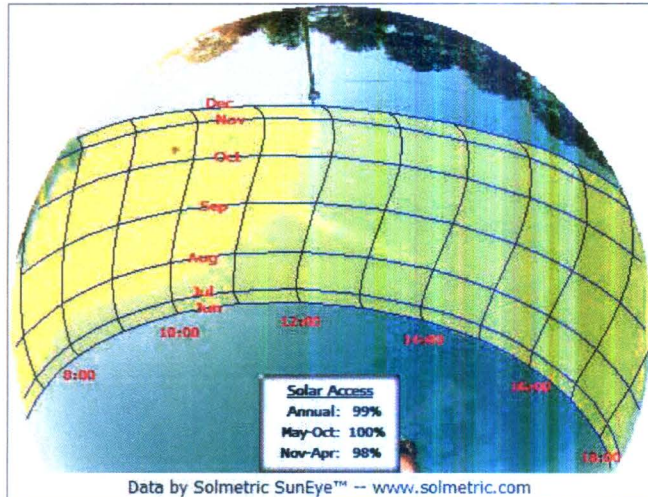 Dec
Nov
Oct
Sep
Aug
Jul
Jun
8:00
10:00
12:00
14:00
16:00
18:00
Solar Access
Annual: 99%
May-Oct: 100%
Nov-Apr: 98%
Data by Solmetric SunEye™ -- www.solmetric.com